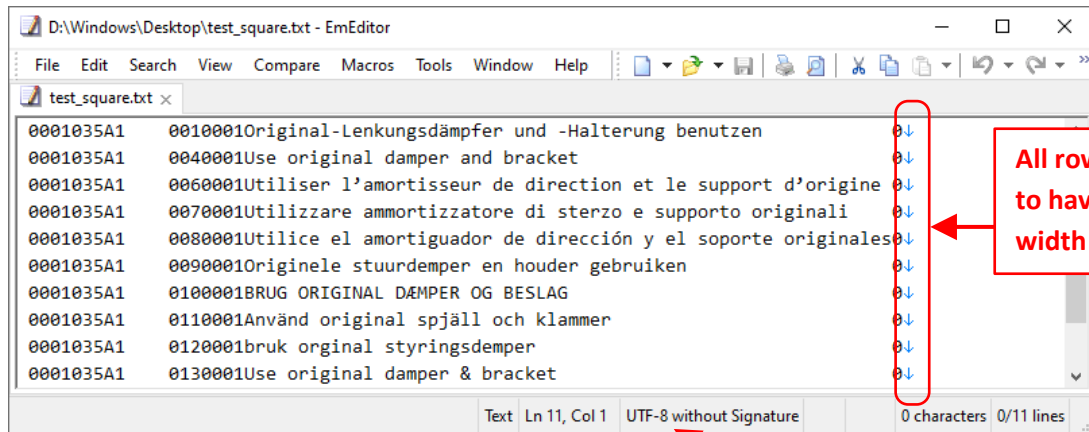 D:\Windows\Desktop\test_square.txt - EmEditor
File Edit Search View Compare Macros Tools Window Help
test_square.txt
0001035A1    0010001Original-Lenkungsdämpfer und -Halterung benutzen 0↓
0001035A1    0040001Use original damper and bracket 0↓
0001035A1    0060001Utiliser l’amortisseur de direction et le support d’origine 0↓
0001035A1    0070001Utilizzare ammortizzatore di sterzo e supporto originali 0↓
0001035A1    0080001Utilice el amortiguador de dirección y el soporte originales0↓
0001035A1    0090001Originele stuurdemper en houder gebruiken 0↓
0001035A1    0100001BRUG ORIGINAL DÆMPER OG BESLAG 0↓
0001035A1    0110001Använd original spjäll och klammer 0↓
0001035A1    0120001bruk orginal styringsdemper 0↓
0001035A1    0130001Use original damper & bracket 0↓
All row
to hav
width
Text Ln 11, Col 1 UTF-8 without Signature 0 characters 0/11 lines